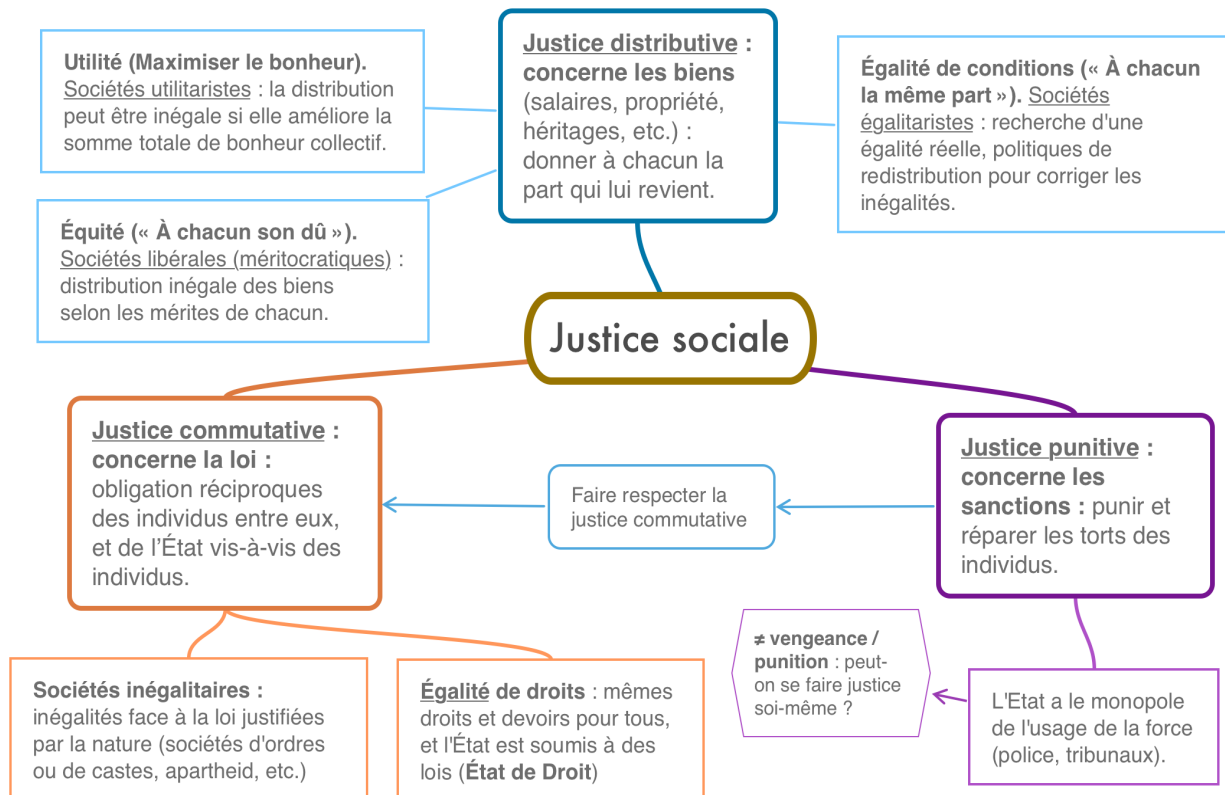 Utilité (Maximiser le bonheur).
Sociétés utilitaristes : la distribution
peut être inégale si elle améliore la
somme totale de bonheur collectif.
Justice distributive :
concerne les biens
(salaires, propriété,
héritages, etc.) :
donner à chacun la
part qui lui revient.
Égalité de conditions (« À chacun
la même part »). Sociétés
égalitaristes : recherche d'une
égalité réelle, politiques de
redistribution pour corriger les
inégalités.
Équité (« À chacun son dû »).
Sociétés libérales (méritocratiques) :
distribution inégale des biens
selon les mérites de chacun.
Justice sociale
Justice commutative :
concerne la loi :
obligation réciproques
des individus entre eux,
et de l'État vis-à-vis des
individus.
Faire respecter la
justice commutative
Justice punitive :
concerne les
sanctions : punir et
réparer les torts des
individus.
Sociétés inégalitaires :
inégalités face à la loi justifiées
par la nature (sociétés d'ordres
ou de castes, apartheid, etc.)
Égalité de droits : mêmes
droits et devoirs pour tous,
et l'État est soumis à des
lois (État de Droit)
≠ vengeance /
punition : peut-
on se faire justice
soi-même ?
L'Etat a le monopole
de l'usage de la force
(police, tribunaux).